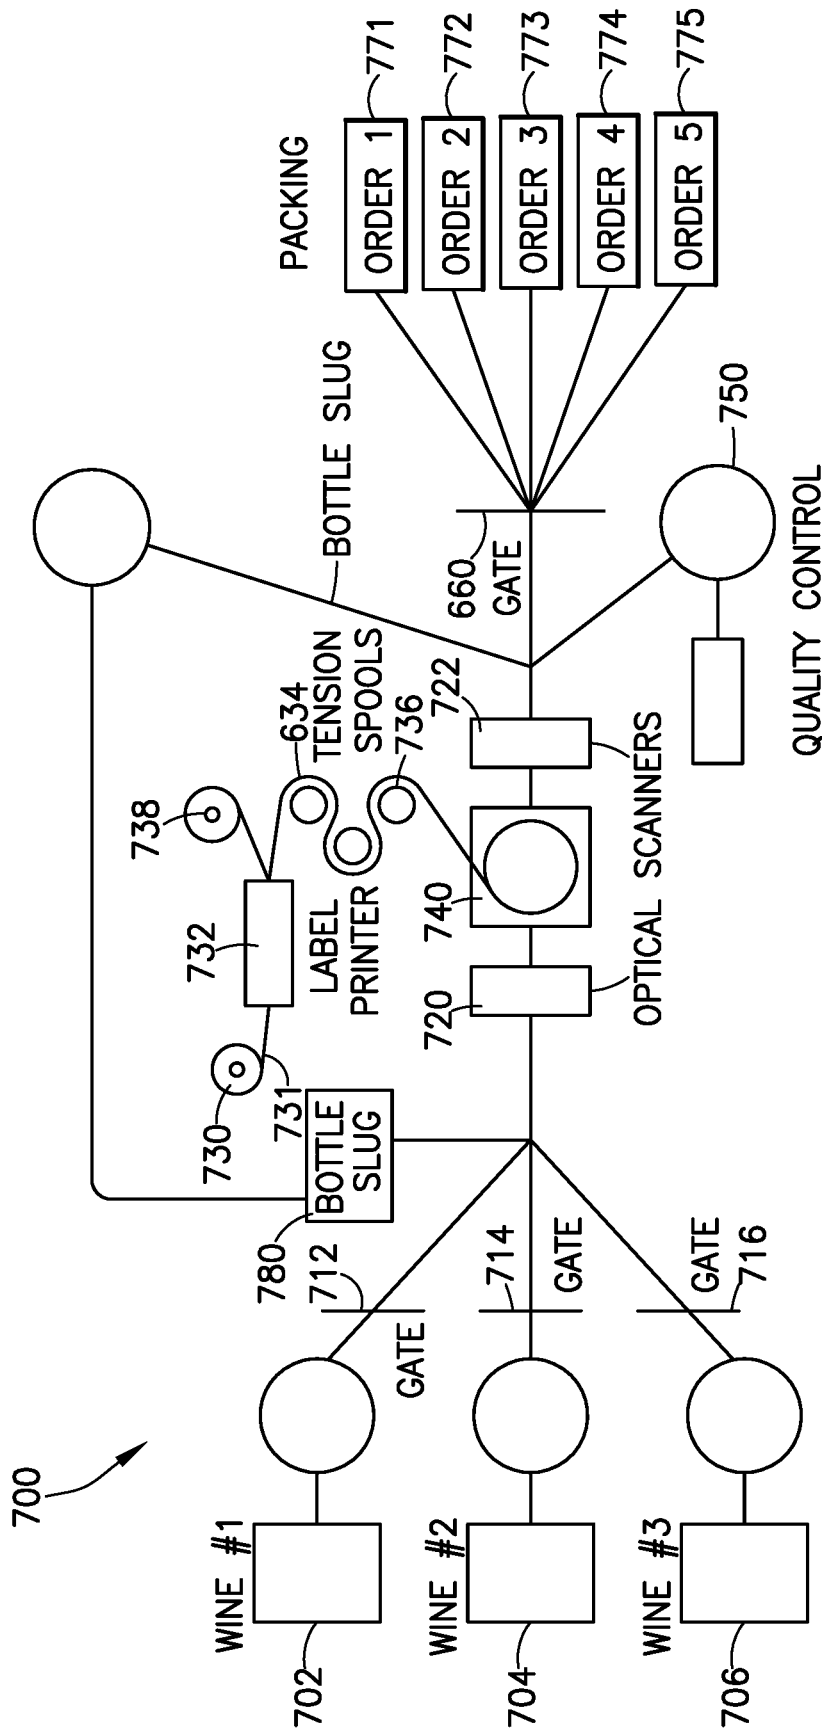 700
WINE #1
702
WINE #2
704
WINE #3
706
GATE
712
714
GATE
GATE
716
780
BOTTLE
SLUG
730
731
732
738
LABEL
PRINTER
634
TENSION
SPOOLS
736
720
740
722
OPTICAL SCANNERS
BOTTLE SLUG
660
GATE
750
QUALITY CONTROL
PACKING
ORDER 1
771
ORDER 2
772
ORDER 3
773
ORDER 4
774
ORDER 5
775